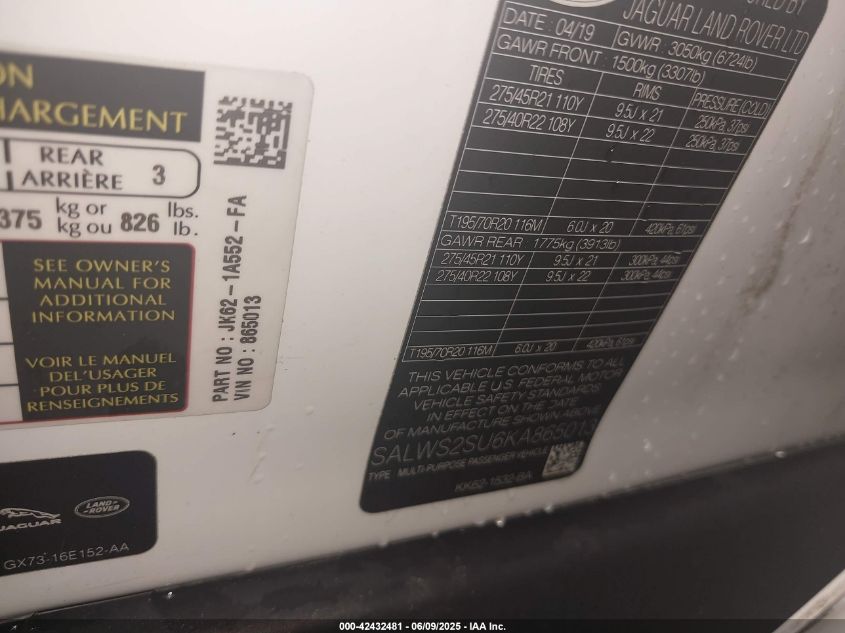 ON
HARGEMENT
REAR
ARRIÈRE 3
375 kg or 826 lbs.
kg ou lb.
SEE OWNER'S
MANUAL FOR
ADDITIONAL
INFORMATION
VOIR LE MANUEL
DEL'USAGER
POUR PLUS DE
RENSEIGNEMENTS
PART NO : JK62-1A552-FA
VIN NO : 865013
JAGUAR
LAND-
ROVER
GX73-16E152-AA
BY
JAGUAR LAND ROVER LTD
DATE : 04/19 GVWR : 3050kg (6724lb)
GAWR FRONT : 1500kg (3307lb)
TIRES RIMS PRESSURE (COLD)
275/45R21 110Y 9.5J x 21 250kPa, 37psi
275/40R22 108Y 9.5J x 22 250kPa, 37psi
T195/70R20 116M 6.0J x 20 420kPa, 61psi
GAWR REAR : 1775kg (3913lb)
275/45R21 110Y 9.5J x 21 300kPa, 44psi
275/40R22 108Y 9.5J x 22 300kPa, 44psi
T195/70R20 116M 6.0J x 20 420kPa, 61psi
THIS VEHICLE CONFORMS TO ALL
APPLICABLE U.S. FEDERAL MOTOR
VEHICLE SAFETY STANDARDS
IN EFFECT ON THE DATE
OF MANUFACTURE SHOWN ABOVE.
SALWS2SU6KA865013
TYPE : MULTI-PURPOSE PASSENGER VEHICLE
KK62-1532-BA
000-42432481 - 06/09/2025 - IAA Inc.